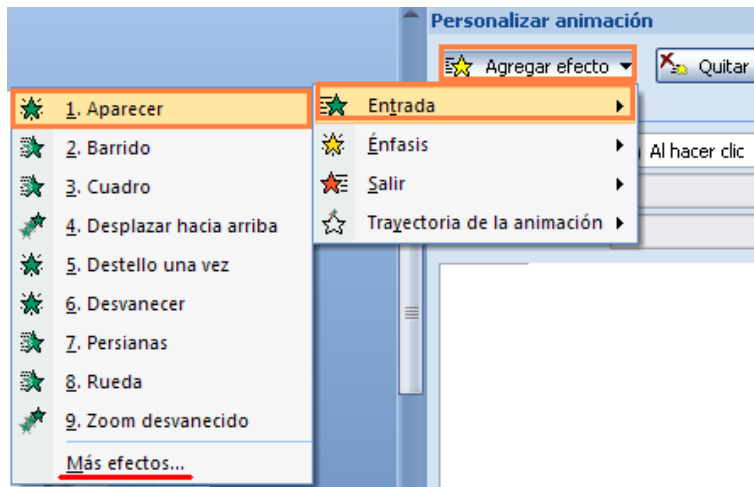 Personalizar animación
Agregar efecto
Quitar
Entrada
Énfasis
Salir
Trayectoria de la animación
Al hacer clic
1. Aparecer
2. Barrido
3. Cuadro
4. Desplazar hacia arriba
5. Destello una vez
6. Desvanecer
7. Persianas
8. Rueda
9. Zoom desvanecido
Más efectos...